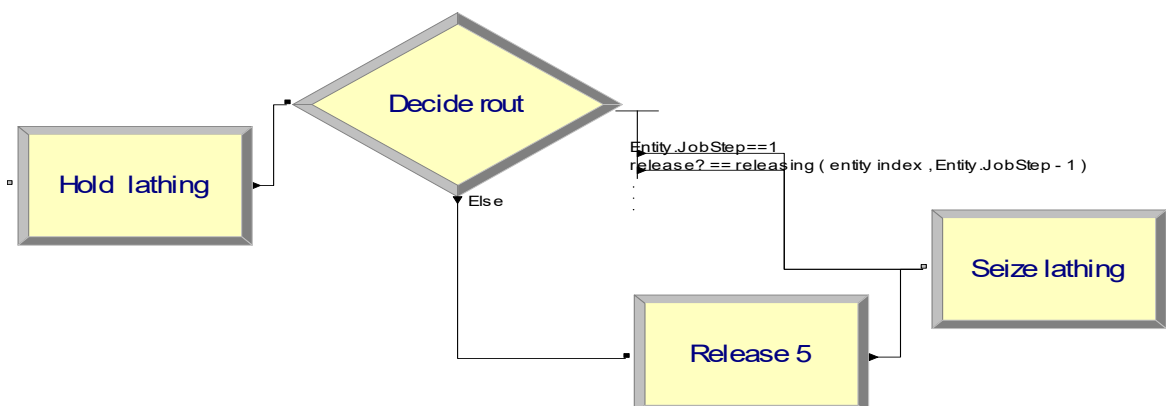 Decide rout
Hold lathing
Entity.JobStep==1
release? == releasing ( entity index ,Entity.JobStep - 1 )
Else
Seize lathing
Release 5